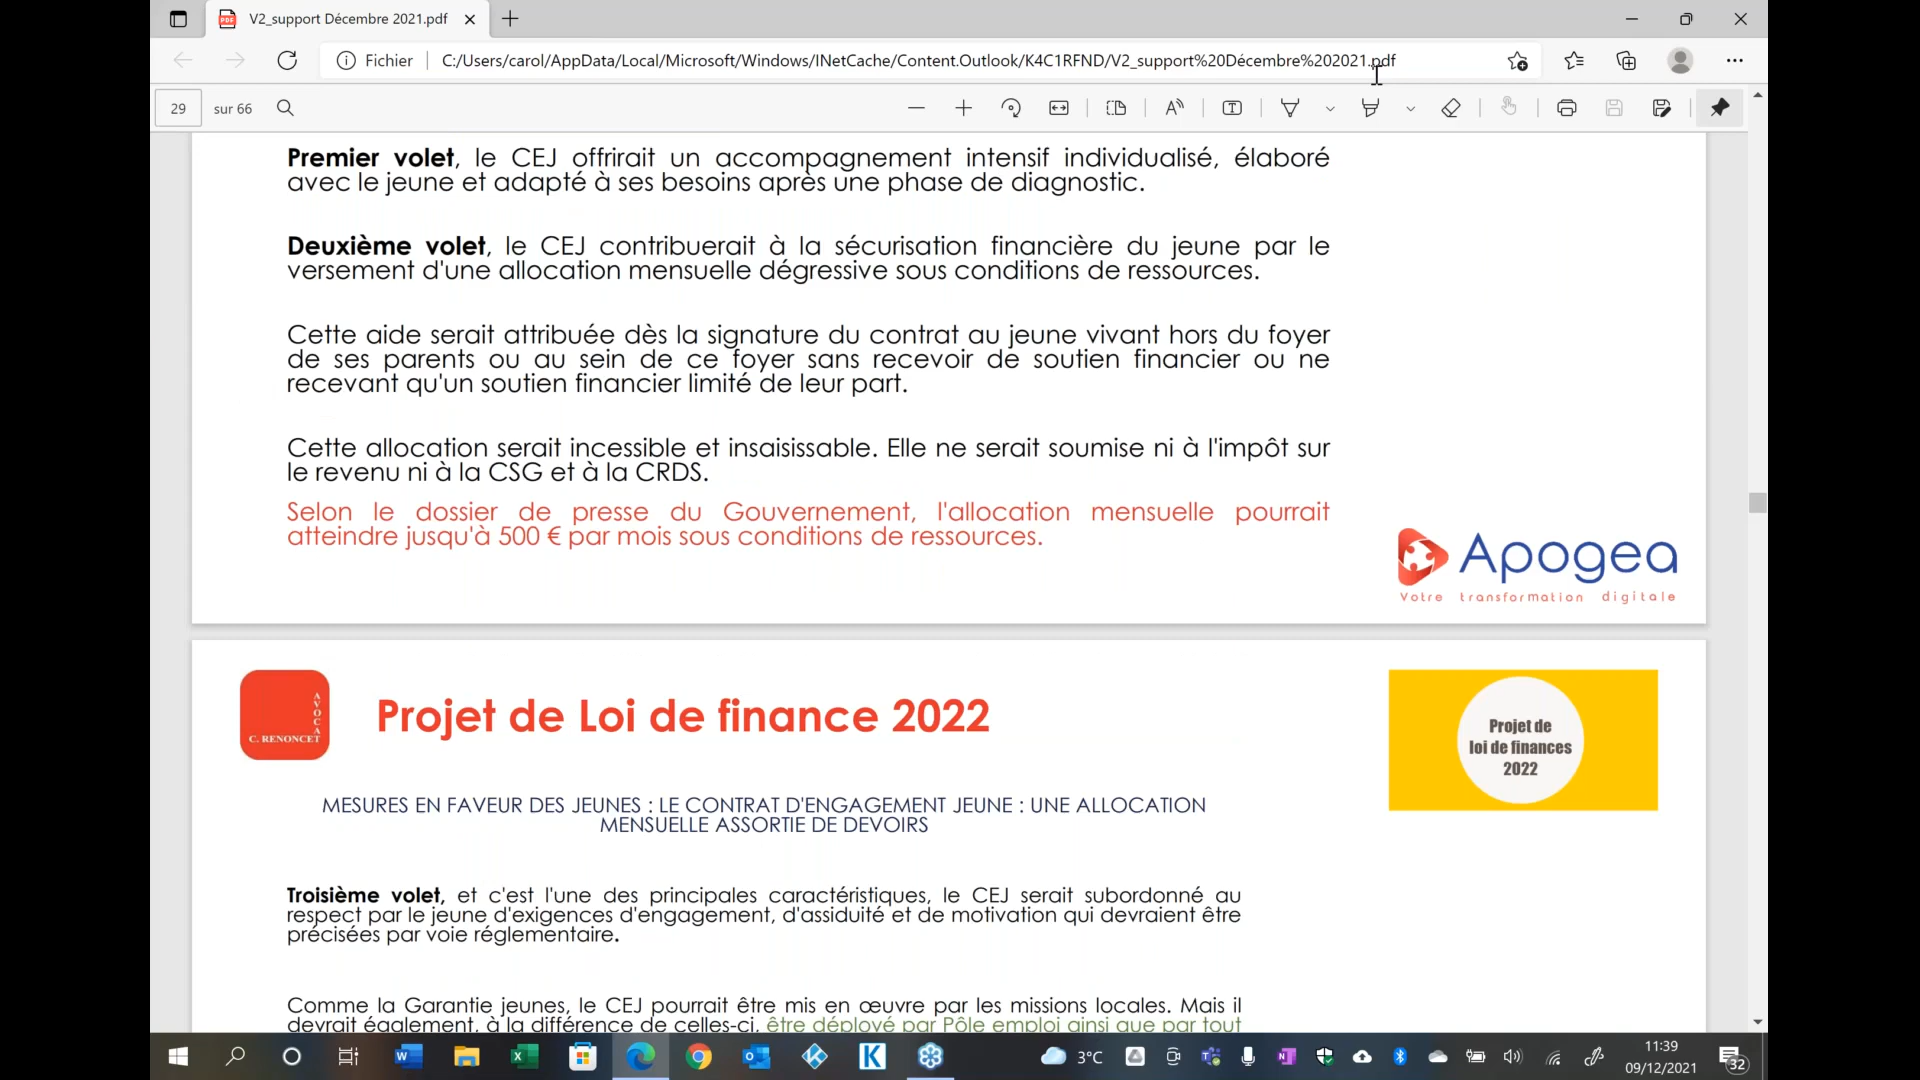 V2_support Décembre 2021.pdf
Fichier
C:/Users/carol/AppData/Local/Microsoft/Windows/INetCache/Content.Outlook/K4C1RFND/V2_support%20Décembre%202021.pdf
29 sur 66
Premier volet, le CEJ offrirait un accompagnement intensif individualisé, élaboré
avec le jeune et adapté à ses besoins après une phase de diagnostic.
Deuxième volet, le CEJ contribuerait à la sécurisation financière du jeune par le
versement d'une allocation mensuelle dégressive sous conditions de ressources.
Cette aide serait attribuée dès la signature du contrat au jeune vivant hors du foyer
de ses parents ou au sein de ce foyer sans recevoir de soutien financier ou ne
recevant qu'un soutien financier limité de leur part.
Cette allocation serait incessible et insaisissable. Elle ne serait soumise ni à l'impôt sur
le revenu ni à la CSG et à la CRDS.
Selon le dossier de presse du Gouvernement, l'allocation mensuelle pourrait
atteindre jusqu'à 500 € par mois sous conditions de ressources.
Apogea
Votre transformation digitale
AVOCAT
C. RENONCET
Projet de Loi de finance 2022
Projet de
loi de finances
2022
MESURES EN FAVEUR DES JEUNES : LE CONTRAT D'ENGAGEMENT JEUNE : UNE ALLOCATION
MENSUELLE ASSORTIE DE DEVOIRS
Troisième volet, et c'est l'une des principales caractéristiques, le CEJ serait subordonné au
respect par le jeune d'exigences d'engagement, d'assiduité et de motivation qui devraient être
précisées par voie réglementaire.
Comme la Garantie jeunes, le CEJ pourrait être mis en œuvre par les missions locales. Mais il
devrait également, à la différence de celles-ci, être déployé par Pôle emploi ainsi que par tout
3°C
11:39
09/12/2021
32